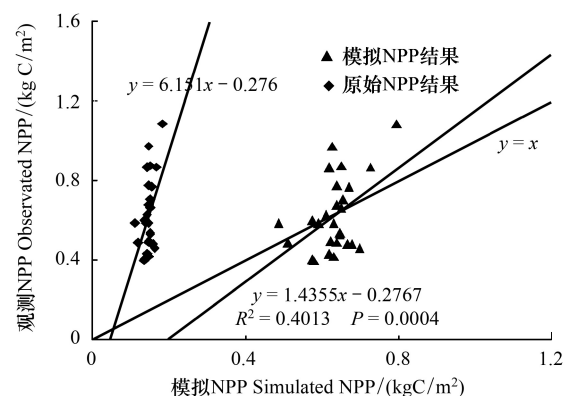 1.6
1.2
0.8
0.4
0
观测NPP Observated NPP/(kg C/m²)
▲ 模拟NPP结果
◆ 原始NPP结果
y = 6.151x − 0.276
y = x
y = 1.4355x − 0.2767
R² = 0.4013 P = 0.0004
0 0.4 0.8 1.2
模拟NPP Simulated NPP/(kgC/m²)